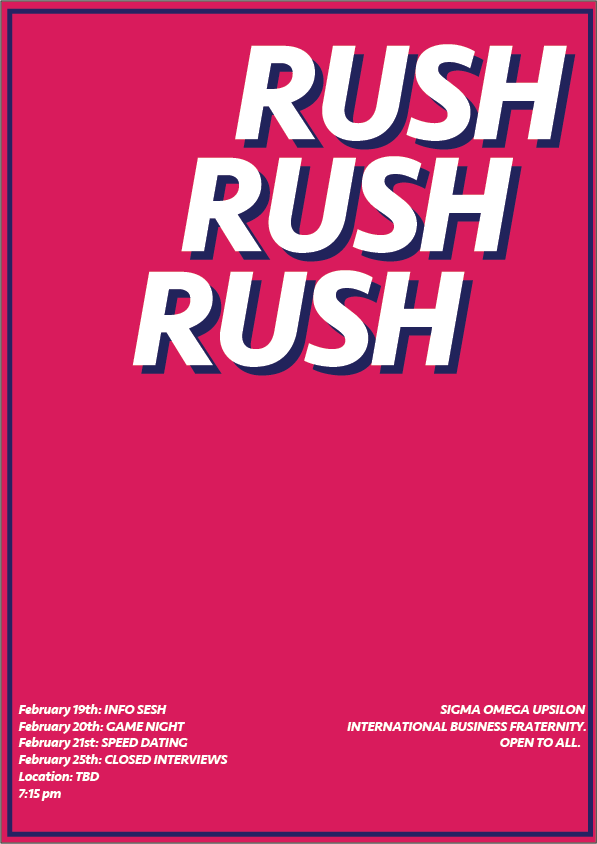 RUSH
RUSH
RUSH
February 19th: INFO SESH
February 20th: GAME NIGHT
February 21st: SPEED DATING
February 25th: CLOSED INTERVIEWS
Location: TBD
7:15 pm
SIGMA OMEGA UPSILON
INTERNATIONAL BUSINESS FRATERNITY.
OPEN TO ALL.